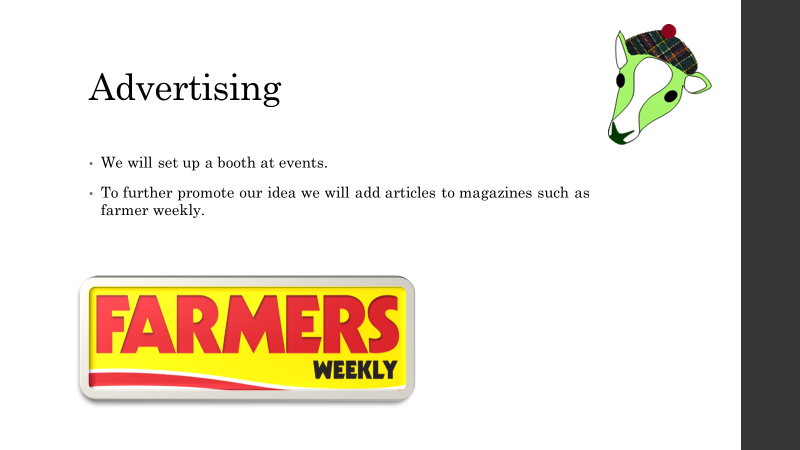 Advertising
• We will set up a booth at events.
• To further promote our idea we will add articles to magazines such as
farmer weekly.
FARMERS
WEEKLY